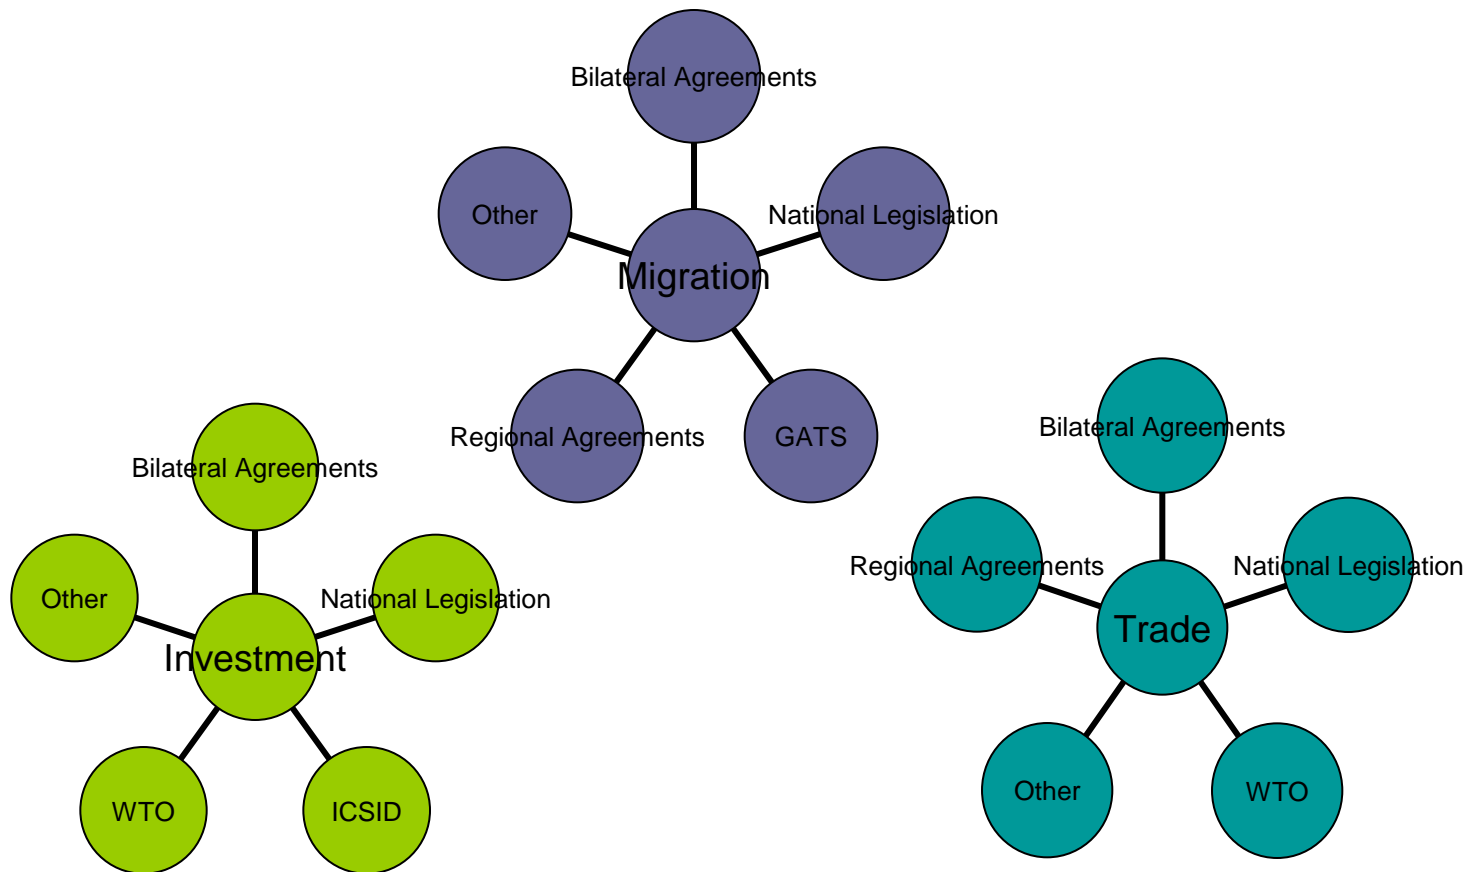 Bilateral Agreements
Other
National Legislation
Migration
Regional Agreements
GATS
Bilateral Agreements
Other
National Legislation
Investment
WTO
ICSID
Bilateral Agreements
Regional Agreements
National Legislation
Trade
Other
WTO